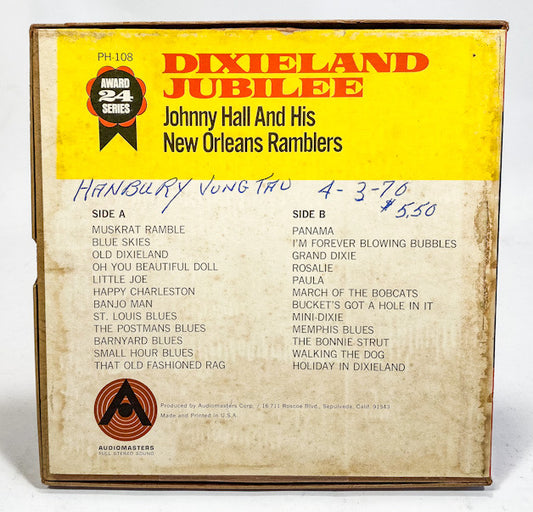 PH-108
AWARD
24
SERIES
DIXIELAND
JUBILEE
Johnny Hall And His
New Orleans Ramblers
HANBURY VUNG TAU 4-3-70
$5.50
SIDE A
MUSKRAT RAMBLE
BLUE SKIES
OLD DIXIELAND
OH YOU BEAUTIFUL DOLL
LITTLE JOE
HAPPY CHARLESTON
BANJO MAN
ST. LOUIS BLUES
THE POSTMANS BLUES
BARNYARD BLUES
SMALL HOUR BLUES
THAT OLD FASHIONED RAG
SIDE B
PANAMA
I'M FOREVER BLOWING BUBBLES
GRAND DIXIE
ROSALIE
PAULA
MARCH OF THE BOBCATS
BUCKET'S GOT A HOLE IN IT
MINI-DIXIE
MEMPHIS BLUES
THE BONNIE STRUT
WALKING THE DOG
HOLIDAY IN DIXIELAND
Produced by Audiomasters Corp. / 16711 Roscoe Blvd., Sepulveda, Calif. 91343
Made and Printed in U.S.A.
AUDIOMASTERS
FULL STEREO SOUND